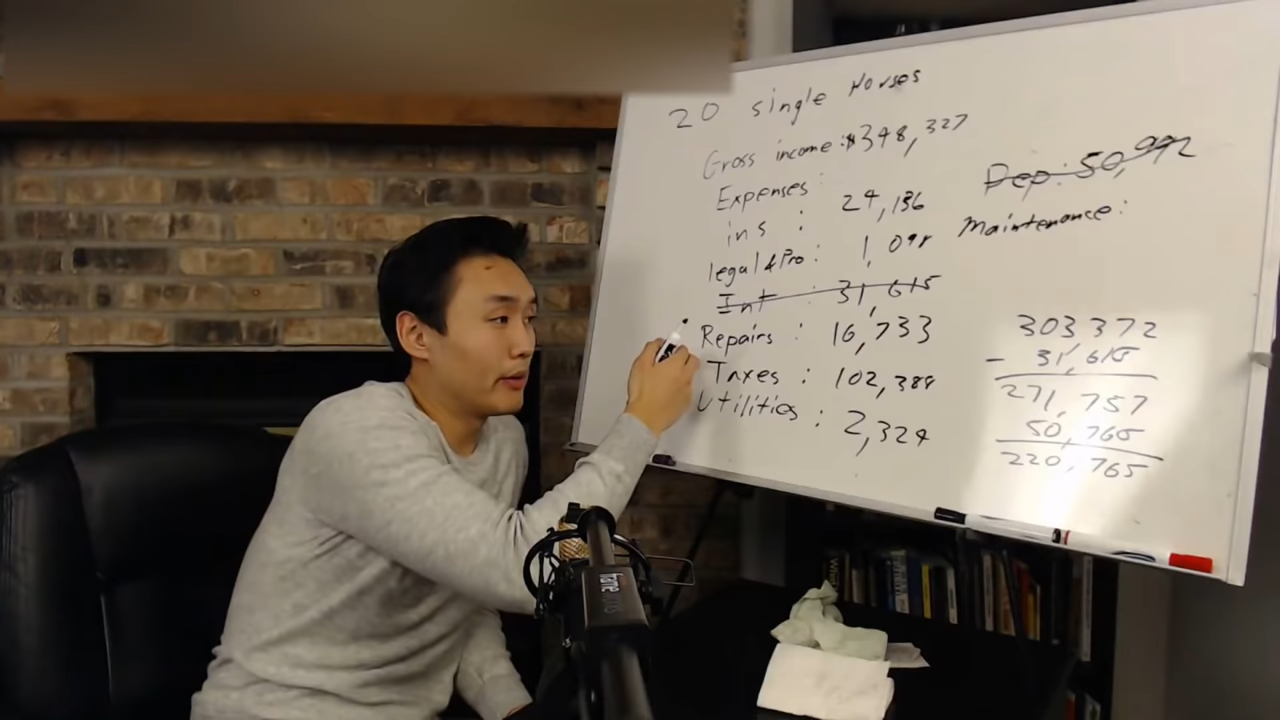 20 single Houses
Gross income: $348,327
Expenses:
ins : 24,136
legal & Pro: 1,098
Int : 31,615
Repairs : 16,733
Taxes : 102,389
Utilities : 2,324
Dep: 50,992
Maintenance:
303,372
- 31,615
271,757
50,765
220,765